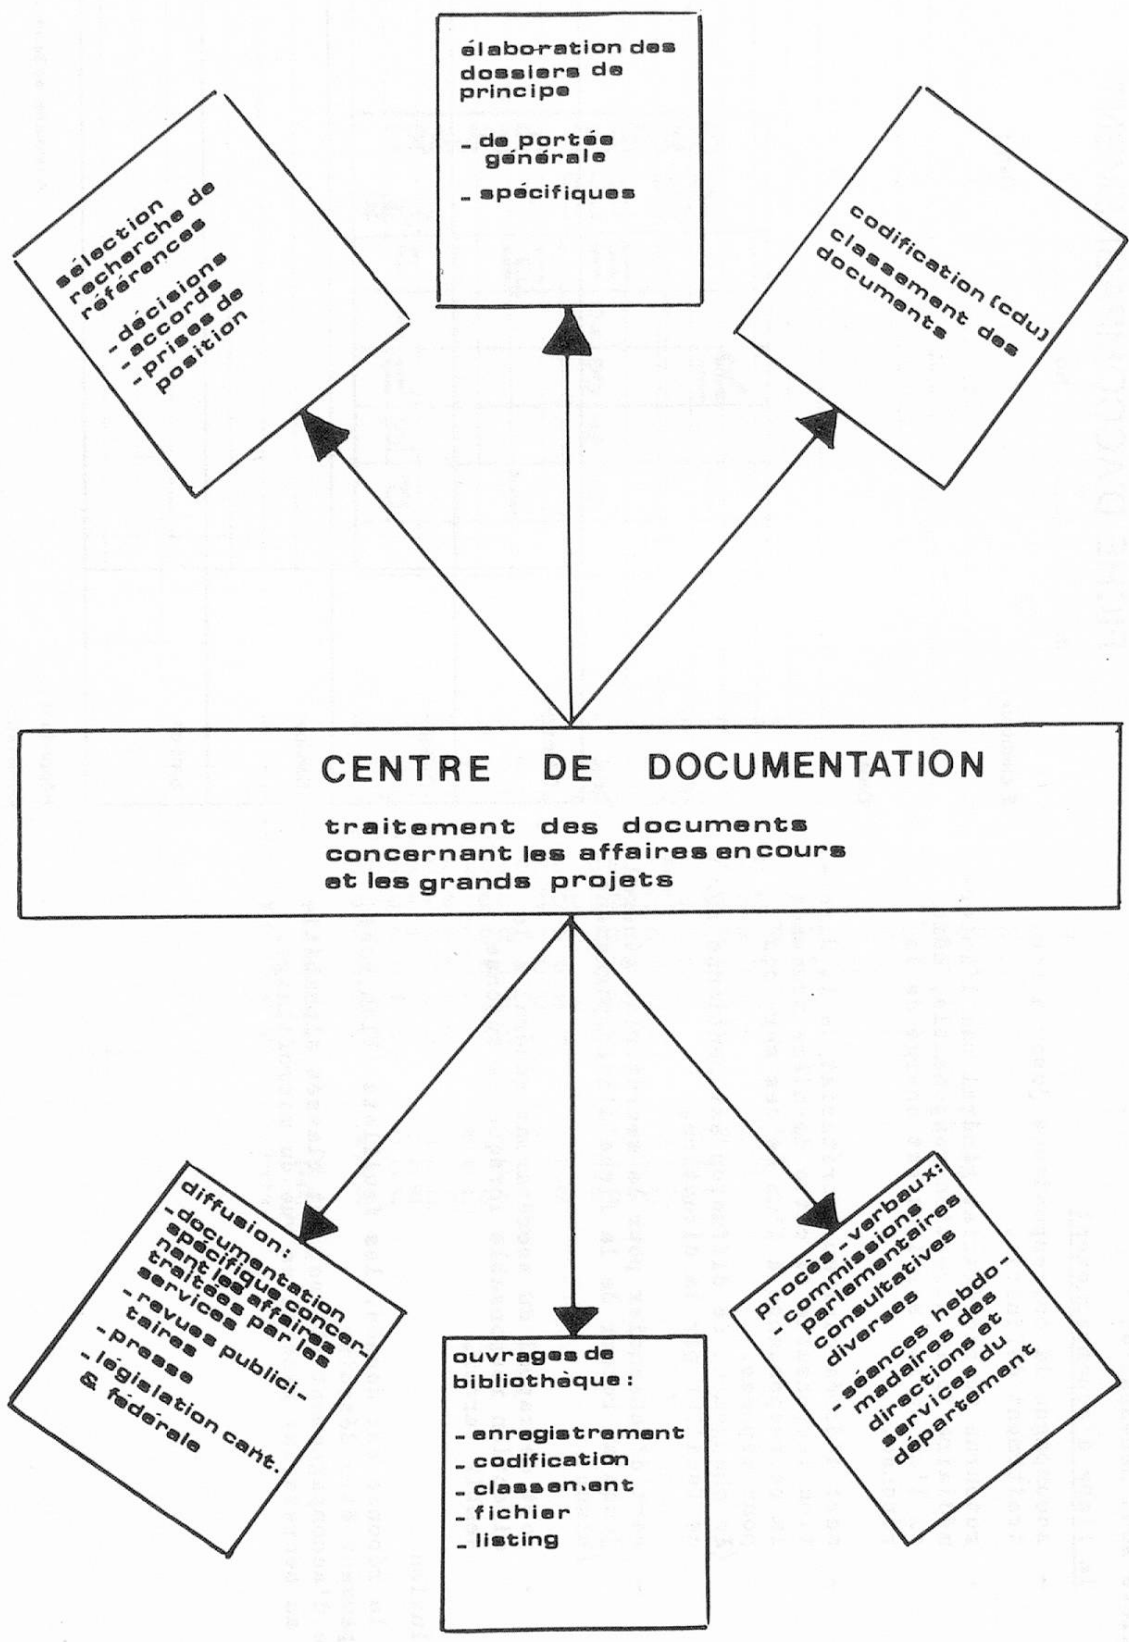 élaboration des
dossiers de
principe
- de portée
générale
- spécifiques
sélection
recherche de
références
- décisions
- accords
- prises de
position
codification (cdu)
classement des
documents
CENTRE DE DOCUMENTATION
traitement des documents
concernant les affaires en cours
et les grands projets
diffusion:
- documentation
spécifique concer-
nant les affaires
traitées par les
services
- revues publici-
taires
- presse
- législation cant.
& fédérale
ouvrages de
bibliothèque:
- enregistrement
- codification
- classement
- fichier
- listing
procès-verbaux:
- commissions
parlementaires
consultatives
diverses
- séances hebdo-
madaires des
directions et
services du
département